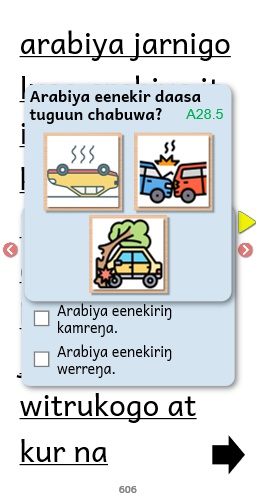 arabiya jarnigo
Arabiya eenekir daasa
tuguun chabuwa? A28.5
Arabiya eenekiriŋ
kamreŋa.
Arabiya eenekiriŋ
werreŋa.
witrukogo at
kur na
606